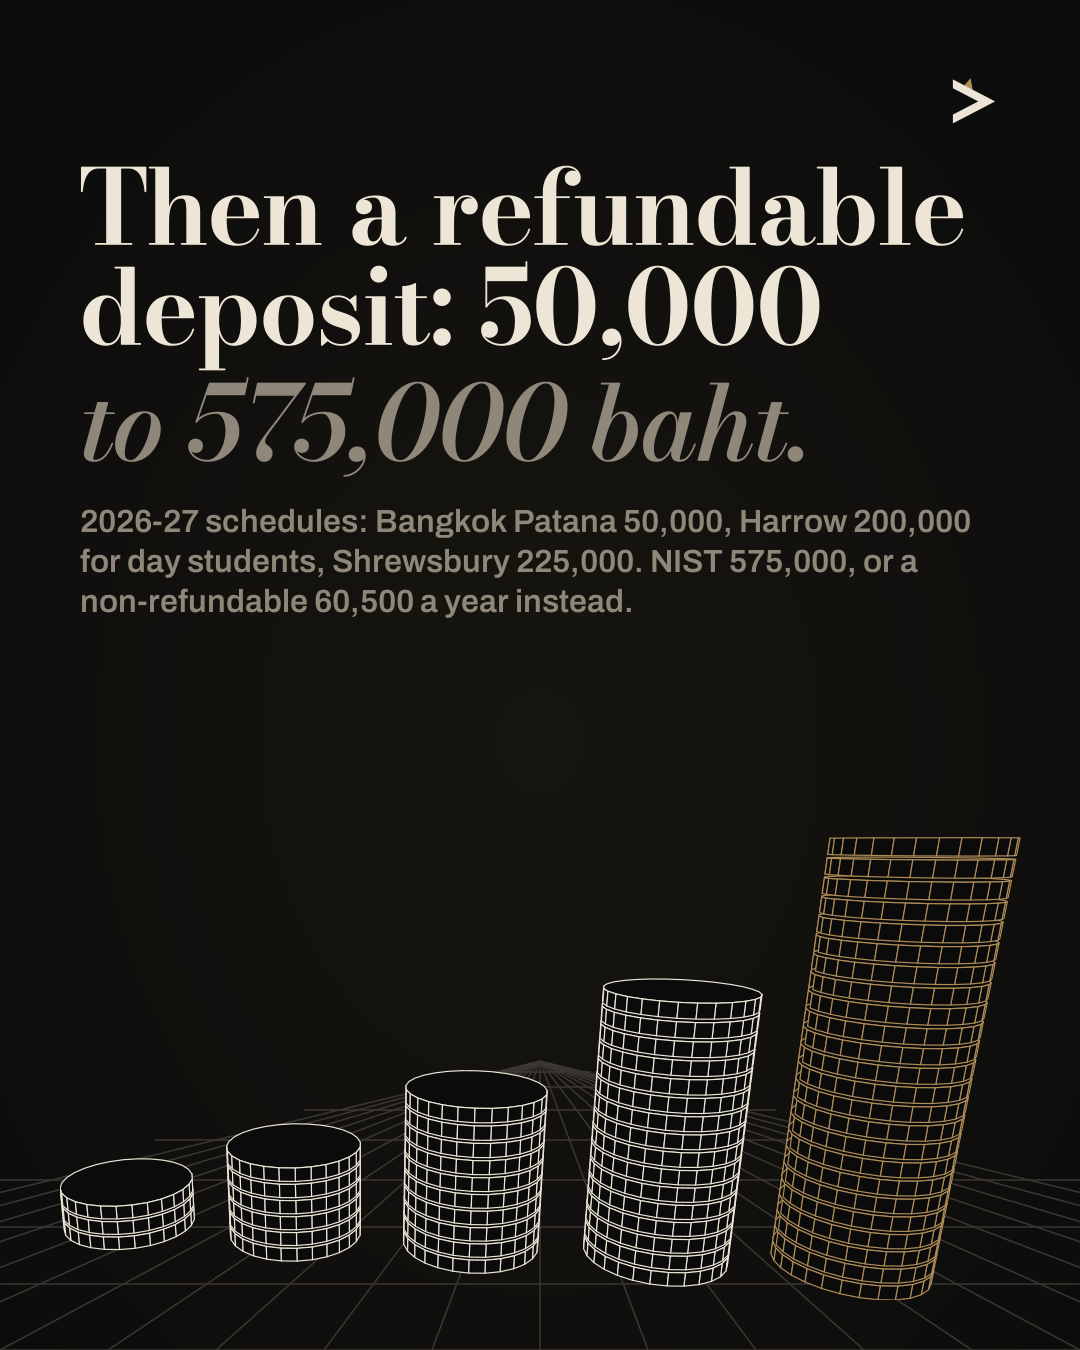 Then a refundable
deposit: 50,000
to 575,000 baht.
2026-27 schedules: Bangkok Patana 50,000, Harrow 200,000
for day students, Shrewsbury 225,000. NIST 575,000, or a
non-refundable 60,500 a year instead.